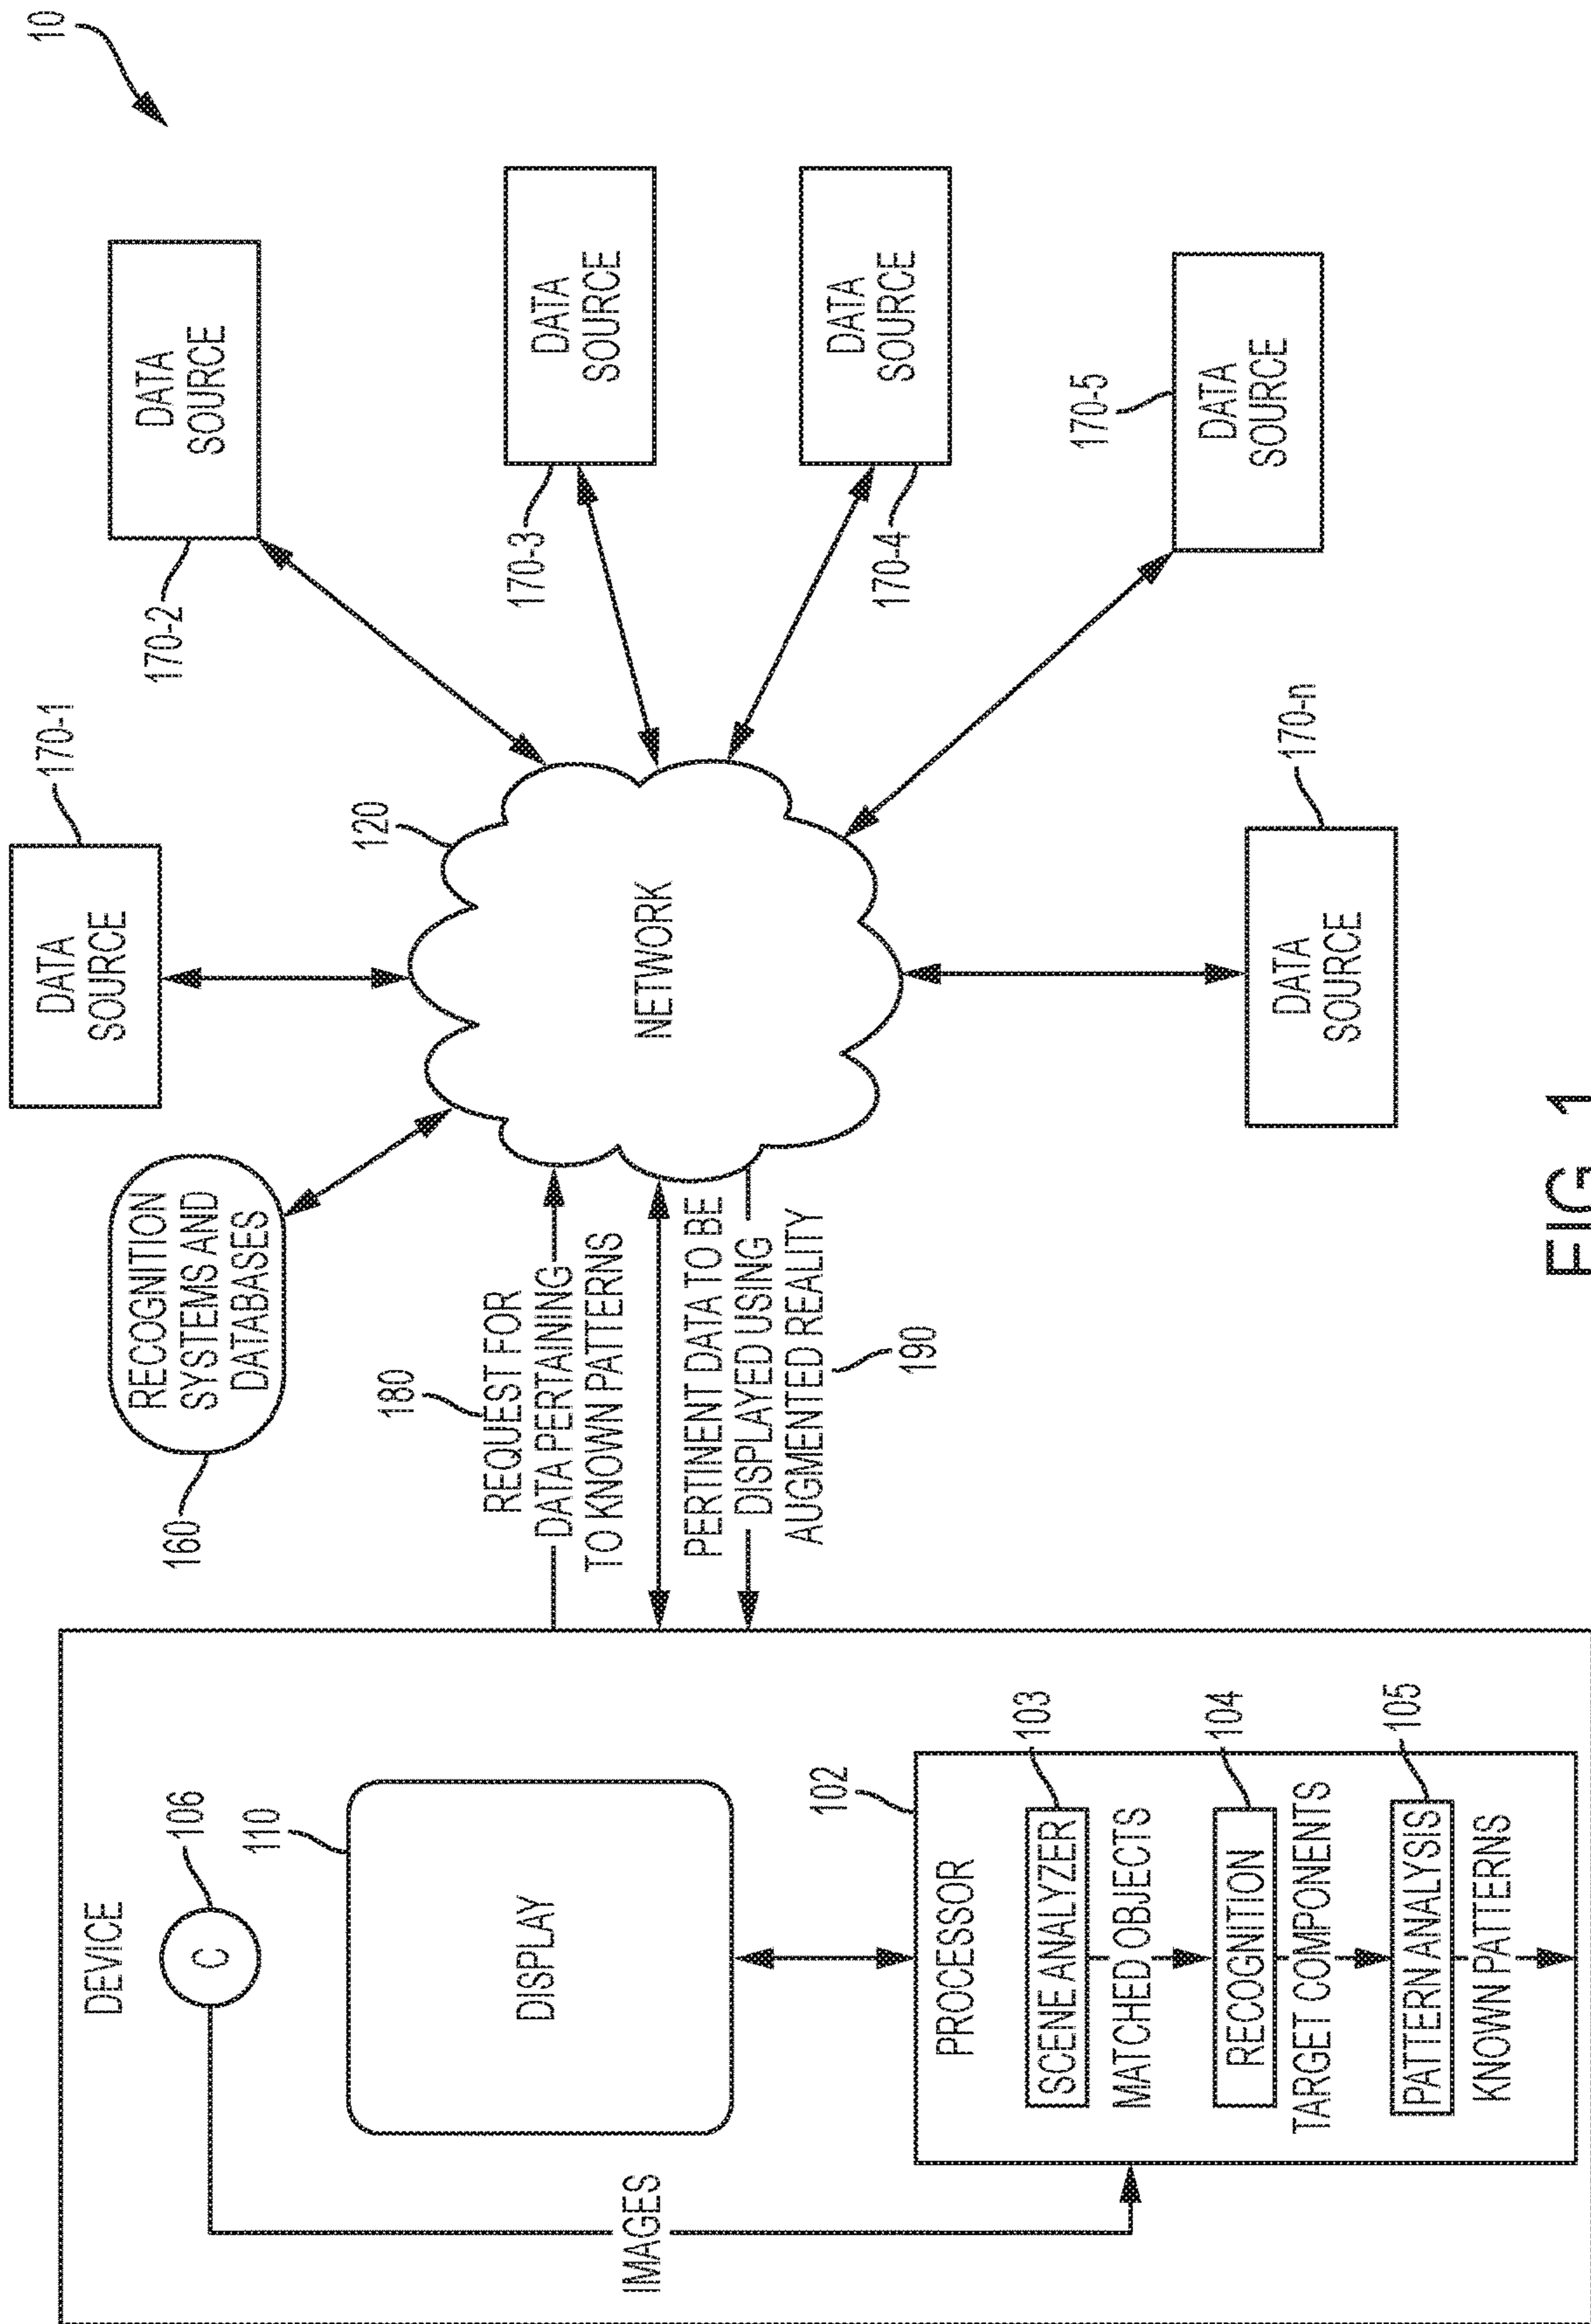 10
DEVICE
C
106
110
DISPLAY
IMAGES
102
PROCESSOR
103
SCENE ANALYZER
MATCHED OBJECTS
104
RECOGNITION
TARGET COMPONENTS
105
PATTERN ANALYSIS
KNOWN PATTERNS
160
RECOGNITION
SYSTEMS AND
DATABASES
180
REQUEST FOR
DATA PERTAINING
TO KNOWN PATTERNS
PERTINENT DATA TO BE
DISPLAYED USING
AUGMENTED REALITY
190
120
NETWORK
170-1
DATA
SOURCE
170-2
DATA
SOURCE
170-3
DATA
SOURCE
170-4
DATA
SOURCE
170-5
DATA
SOURCE
170-n
DATA
SOURCE
FIG. 1